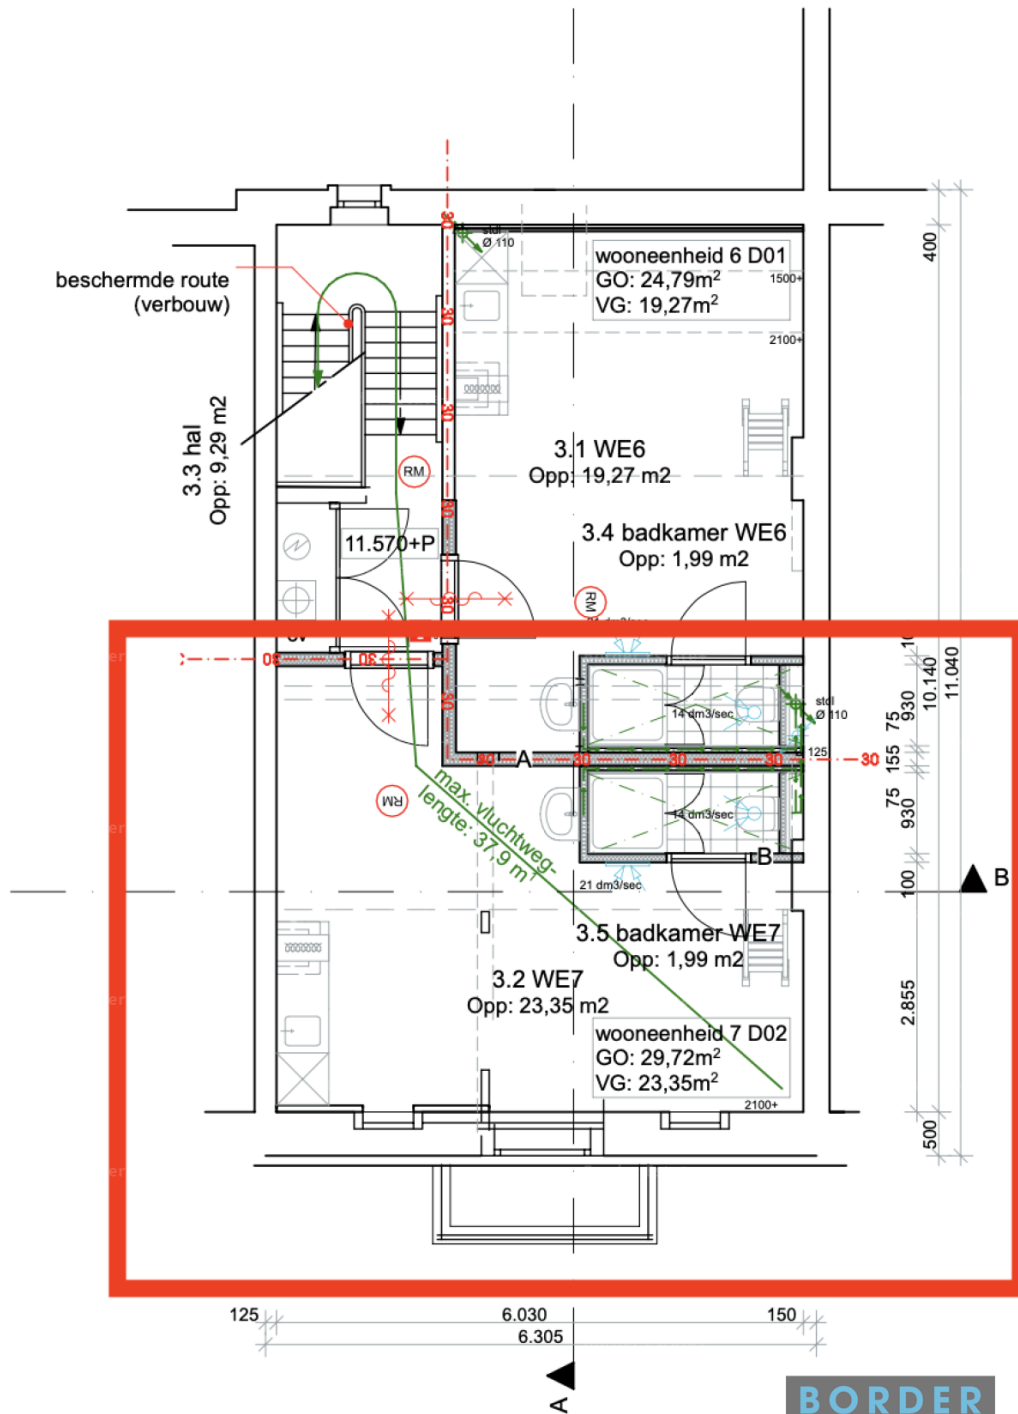 400
stdl
Ø 110
wooneenheid 6 D01
GO: 24,79m²
VG: 19,27m²
1500+
2100+
beschermde route
(verbouw)
30
30
30
3.3 hal
Opp: 9,29 m2
3.1 WE6
Opp: 19,27 m2
RM
30
11.570+P
3.4 badkamer WE6
Opp: 1,99 m2
30
RM
10.140
11.040
30
30
30
14 dm3/sec
stdl
Ø 110
930
75
155
125
A
30
30
30
30
30
RM
max. vluchtweg-
lengte: 37,9 m¹
14 dm3/sec
75
930
B
21 dm3/sec
100
B
3.5 badkamer WE7
Opp: 1,99 m2
3.2 WE7
Opp: 23,35 m2
2.855
wooneenheid 7 D02
GO: 29,72m²
VG: 23,35m²
2100+
500
125
6.030
150
6.305
A
BORDER